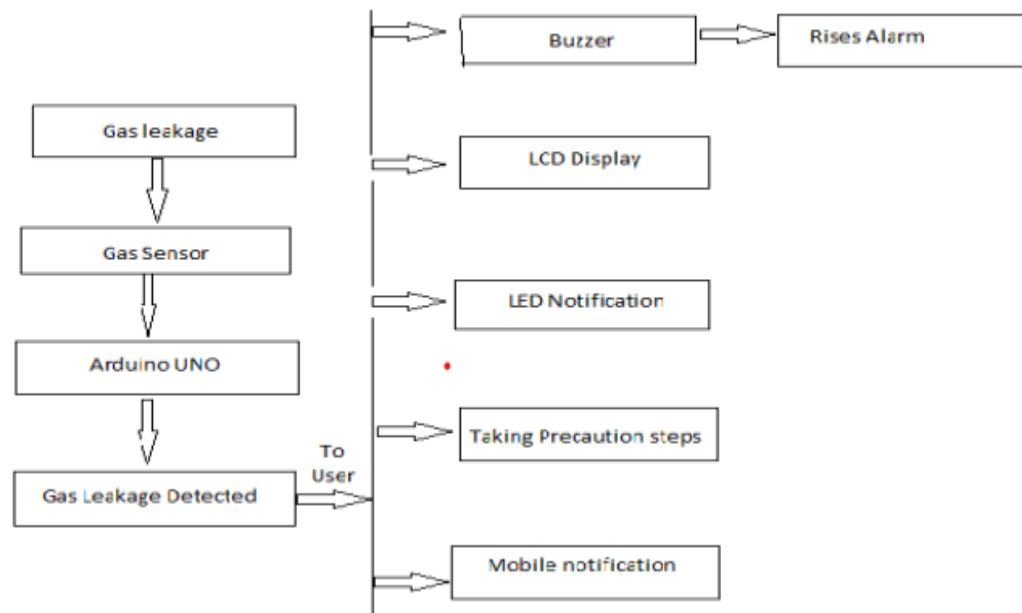 Buzzer
Rises Alarm
Gas leakage
LCD Display
Gas Sensor
LED Notification
Arduino UNO
Taking Precaution steps
To
User
Gas Leakage Detected
Mobile notification